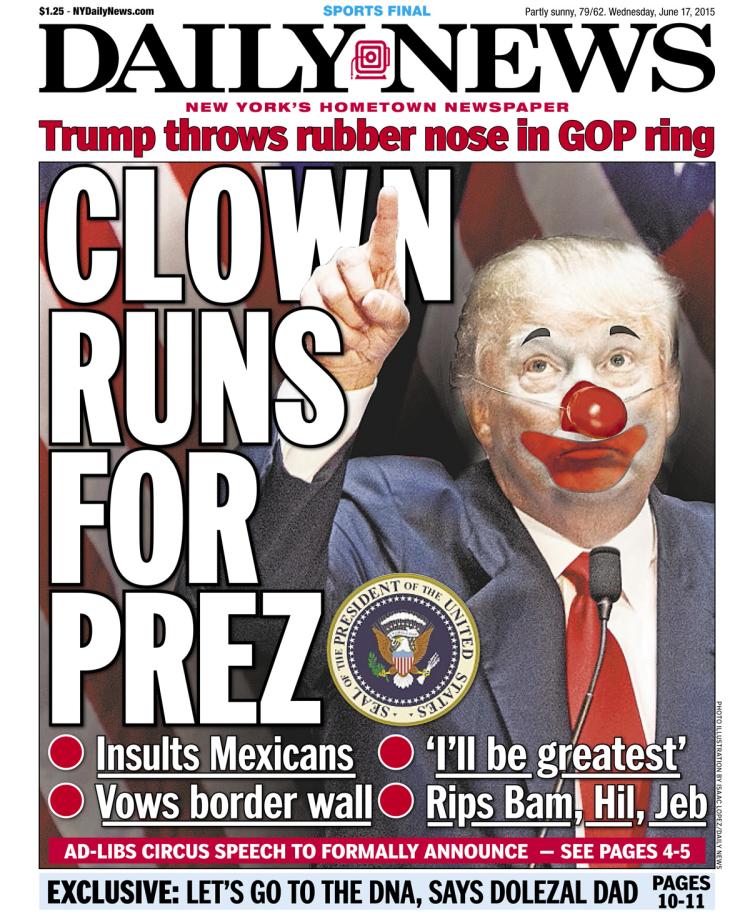 $1.25 - NYDailyNews.com
SPORTS FINAL
Partly sunny, 79/62. Wednesday, June 17, 2015
DAILY NEWS
NEW YORK'S HOMETOWN NEWSPAPER
Trump throws rubber nose in GOP ring
CLOWN
RUNS
FOR
PREZ
SEAL OF THE PRESIDENT OF THE UNITED STATES
Insults Mexicans
'I'll be greatest'
Vows border wall
Rips Bam, Hil, Jeb
AD-LIBS CIRCUS SPEECH TO FORMALLY ANNOUNCE – SEE PAGES 4-5
EXCLUSIVE: LET'S GO TO THE DNA, SAYS DOLEZAL DAD
PAGES
10-11
PHOTO ILLUSTRATION BY ISAAC LOPEZ/DAILY NEWS